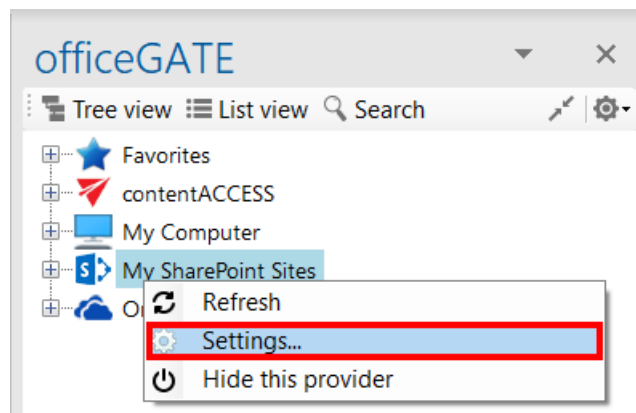 officeGATE
Tree view List view Search
Favorites
contentACCESS
My Computer
My SharePoint Sites
Refresh
Settings...
Hide this provider